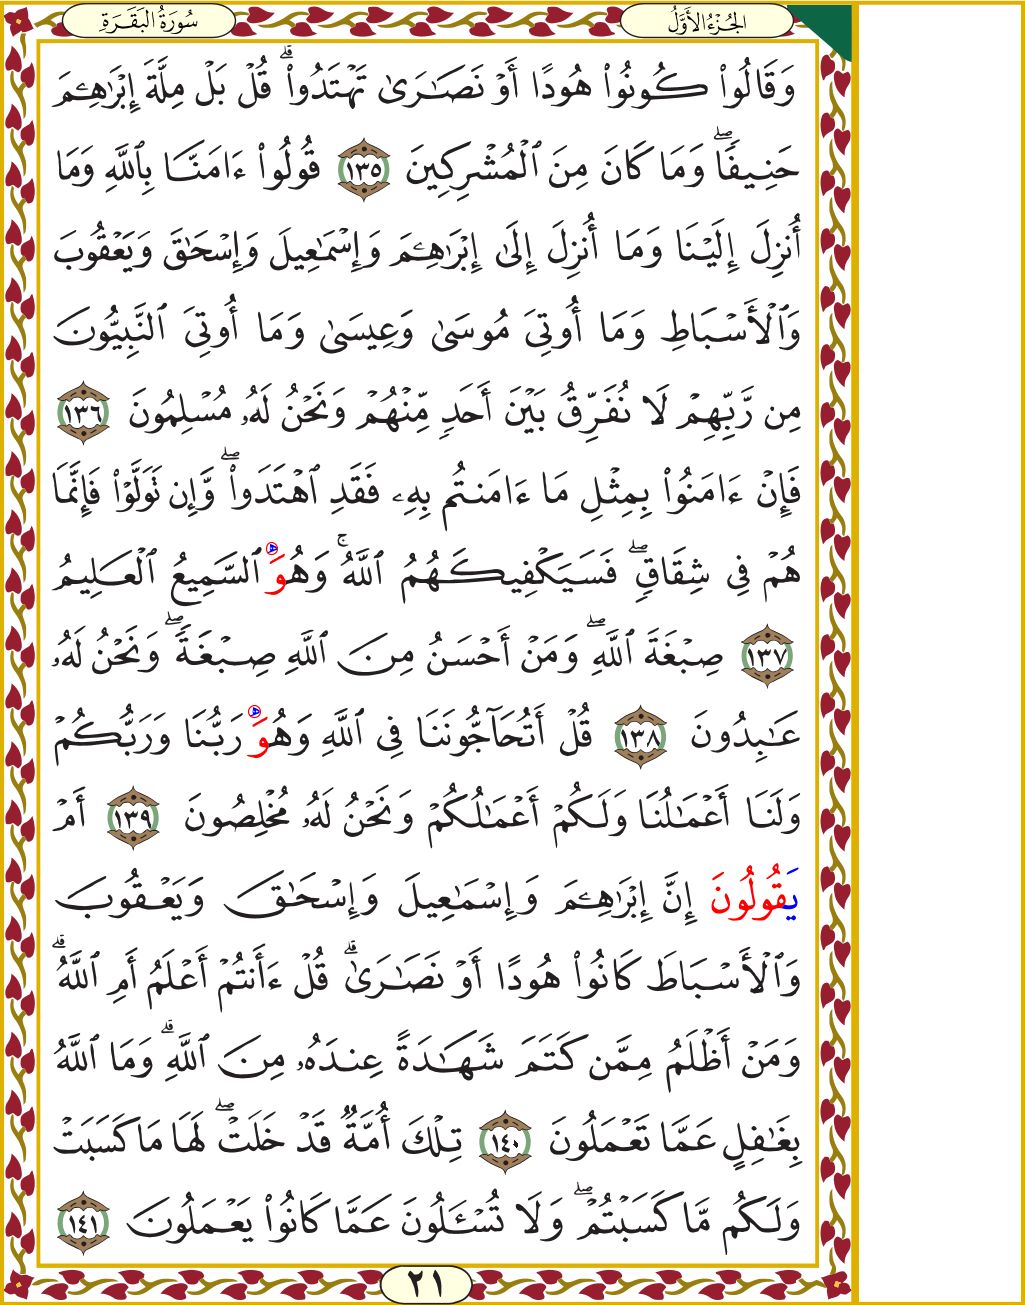 سُورَةُ البَقَرَةِ
الجُزْءُ الأَوَّلُ
وَقَالُوا۟ كُونُوا۟ هُودًا أَوْ نَصَـٰرَىٰ تَهْتَدُوا۟ ۗ قُلْ بَلْ مِلَّةَ إِبْرَٰهِـۧمَ
حَنِيفًا ۖ وَمَا كَانَ مِنَ ٱلْمُشْرِكِينَ ١٣٥ قُولُوٓا۟ ءَامَنَّا بِٱللَّهِ وَمَا
أُنزِلَ إِلَيْنَا وَمَا أُنزِلَ إِلَىٰ إِبْرَٰهِـۧمَ وَإِسْمَـٰعِيلَ وَإِسْحَـٰقَ وَيَعْقُوبَ
وَٱلْأَسْبَاطِ وَمَا أُوتِىَ مُوسَىٰ وَعِيسَىٰ وَمَا أُوتِىَ ٱلنَّبِيُّونَ
مِن رَّبِّهِمْ لَا نُفَرِّقُ بَيْنَ أَحَدٍ مِّنْهُمْ وَنَحْنُ لَهُۥ مُسْلِمُونَ ١٣٦
فَإِنْ ءَامَنُوا۟ بِمِثْلِ مَا ءَامَنتُم بِهِۦ فَقَدِ ٱهْتَدَوا۟ ۖ وَّإِن تَوَلَّوْا۟ فَإِنَّمَا
هُمْ فِى شِقَاقٍ ۖ فَسَيَكْفِيكَهُمُ ٱللَّهُ ۚ وَهُوَ ٱلسَّمِيعُ ٱلْعَلِيمُ
١٣٧ صِبْغَةَ ٱللَّهِ ۖ وَمَنْ أَحْسَنُ مِنَ ٱللَّهِ صِبْغَةً ۖ وَنَحْنُ لَهُۥ
عَـٰبِدُونَ ١٣٨ قُلْ أَتُحَآجُّونَنَا فِى ٱللَّهِ وَهُوَ رَبُّنَا وَرَبُّكُمْ
وَلَنَا أَعْمَـٰلُنَا وَلَكُمْ أَعْمَـٰلُكُمْ وَنَحْنُ لَهُۥ مُخْلِصُونَ ١٣٩ أَمْ
يَقُولُونَ إِنَّ إِبْرَٰهِـۧمَ وَإِسْمَـٰعِيلَ وَإِسْحَـٰقَ وَيَعْقُوبَ
وَٱلْأَسْبَاطَ كَانُوا۟ هُودًا أَوْ نَصَـٰرَىٰ ۗ قُلْ ءَأَنتُمْ أَعْلَمُ أَمِ ٱللَّهُ ۗ
وَمَنْ أَظْلَمُ مِمَّن كَتَمَ شَهَـٰدَةً عِندَهُۥ مِنَ ٱللَّهِ ۗ وَمَا ٱللَّهُ
بِغَـٰفِلٍ عَمَّا تَعْمَلُونَ ١٤٠ تِلْكَ أُمَّةٌ قَدْ خَلَتْ ۖ لَهَا مَا كَسَبَتْ
وَلَكُم مَّا كَسَبْتُمْ ۖ وَلَا تُسْـَٔلُونَ عَمَّا كَانُوا۟ يَعْمَلُونَ ١٤١
٢١